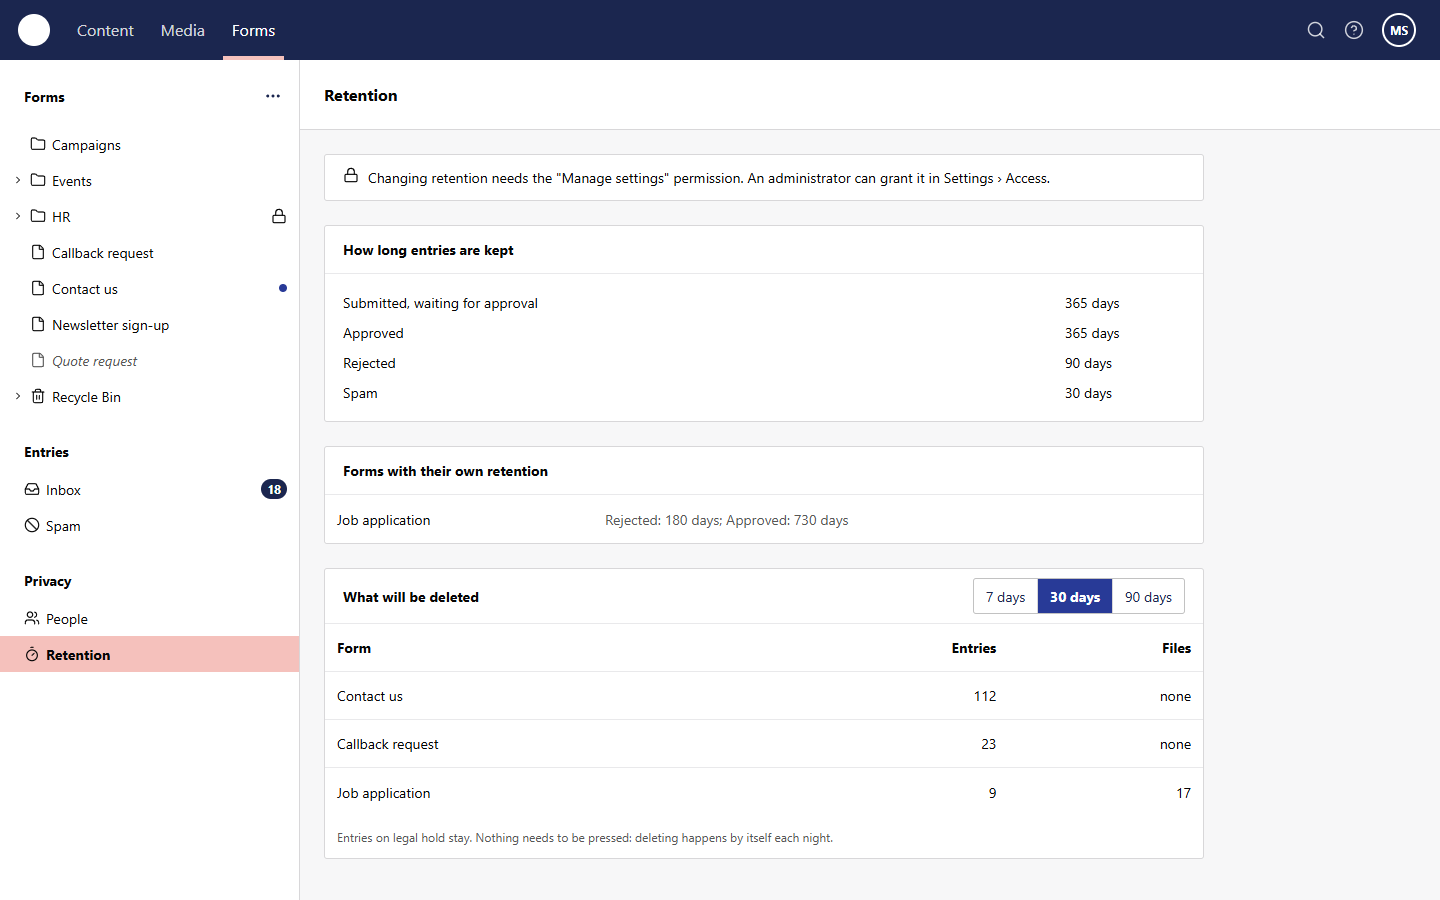 Content Media Forms MS
Forms
Campaigns
Events
HR
Callback request
Contact us
Newsletter sign-up
Quote request
Recycle Bin
Entries
Inbox 18
Spam
Privacy
People
Retention
Retention
Changing retention needs the "Manage settings" permission. An administrator can grant it in Settings › Access.
How long entries are kept
Submitted, waiting for approval 365 days
Approved 365 days
Rejected 90 days
Spam 30 days
Forms with their own retention
Job application Rejected: 180 days; Approved: 730 days
What will be deleted 7 days 30 days 90 days
Form Entries Files
Contact us 112 none
Callback request 23 none
Job application 9 17
Entries on legal hold stay. Nothing needs to be pressed: deleting happens by itself each night.